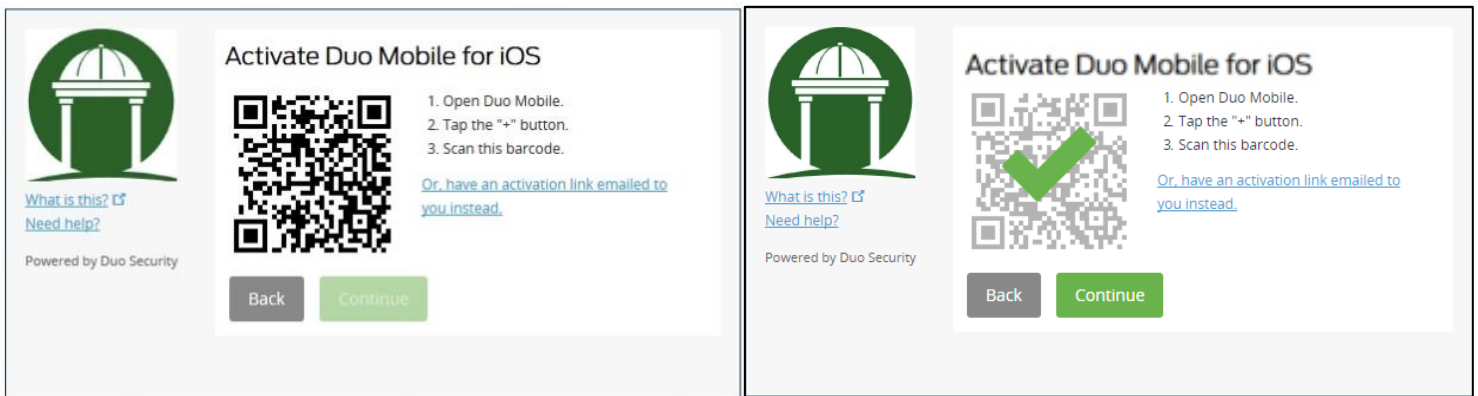 Activate Duo Mobile for iOS
1. Open Duo Mobile.
2. Tap the "+" button.
3. Scan this barcode.
Or, have an activation link emailed to
you instead.
What is this?
Need help?
Powered by Duo Security
Back
Continue
Activate Duo Mobile for iOS
1. Open Duo Mobile.
2. Tap the "+" button.
3. Scan this barcode.
Or, have an activation link emailed to
you instead.
What is this?
Need help?
Powered by Duo Security
Back
Continue